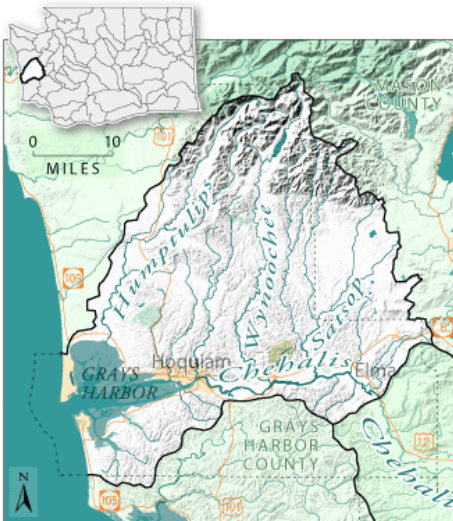 MASON
COUNTY
0 10
MILES
101
Humptulips
Wynoochee
Satsop
109
8
Hoquiam
Chehalis
Elma
GRAYS
HARBOR
GRAYS
HARBOR
COUNTY
12
Chehalis
N
105
101